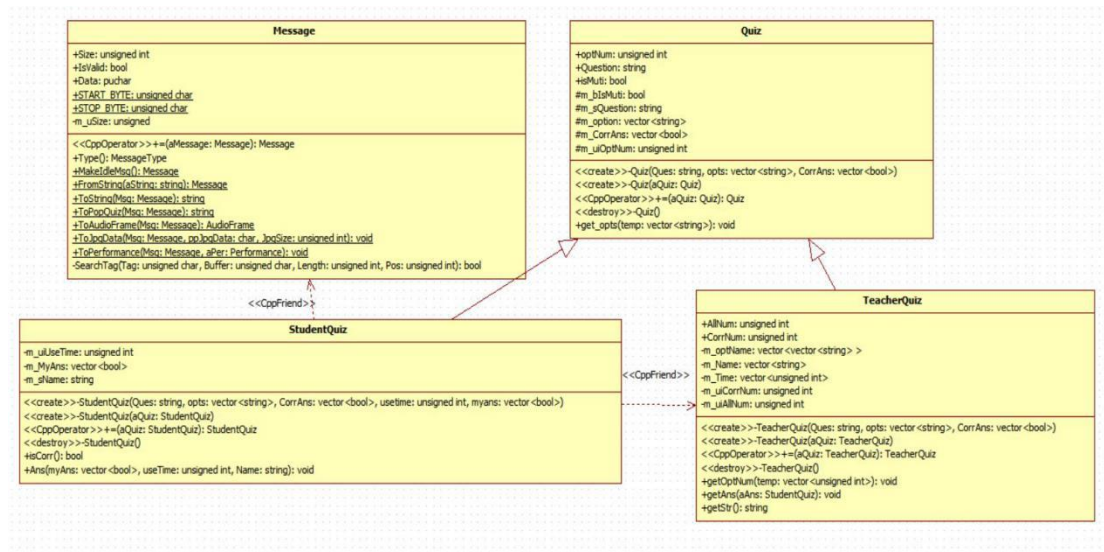 Message
+Size: unsigned int
+IsValid: bool
+Data: puchar
+START_BYTE: unsigned char
+STOP_BYTE: unsigned char
-m_uSize: unsigned
<<CppOperator>>+=(aMessage: Message): Message
+Type(): MessageType
+MakeIdleMsg(): Message
+FromString(aString: string): Message
+ToString(Msg: Message): string
+ToPopQuiz(Msg: Message): string
+ToAudioFrame(Msg: Message): AudioFrame
+ToJpgData(Msg: Message, ppJpgData: char, JpgSize: unsigned int): void
+ToPerformance(Msg: Message, aPer: Performance): void
-SearchTag(Tag: unsigned char, Buffer: unsigned char, Length: unsigned int, Pos: unsigned int): bool
Quiz
+optNum: unsigned int
+Question: string
+isMuti: bool
#m_bIsMuti: bool
#m_sQuestion: string
#m_option: vector<string>
#m_CorrAns: vector<bool>
#m_uiOptNum: unsigned int
<<create>>-Quiz(Ques: string, opts: vector<string>, CorrAns: vector<bool>)
<<create>>-Quiz(aQuiz: Quiz)
<<CppOperator>>+=(aQuiz: Quiz): Quiz
<<destroy>>-Quiz()
+get_opts(temp: vector<string>): void
<<CppFriend>>
StudentQuiz
-m_uiUseTime: unsigned int
-m_MyAns: vector<bool>
-m_sName: string
<<create>>-StudentQuiz(Ques: string, opts: vector<string>, CorrAns: vector<bool>, usetime: unsigned int, myans: vector<bool>)
<<create>>-StudentQuiz(aQuiz: StudentQuiz)
<<CppOperator>>+=(aQuiz: StudentQuiz): StudentQuiz
<<destroy>>-StudentQuiz()
+isCorr(): bool
+Ans(myAns: vector<bool>, useTime: unsigned int, Name: string): void
<<CppFriend>>
TeacherQuiz
+AllNum: unsigned int
+CorrNum: unsigned int
-m_optName: vector<vector<string> >
-m_Name: vector<string>
-m_Time: vector<unsigned int>
-m_uiCorrNum: unsigned int
-m_uiAllNum: unsigned int
<<create>>-TeacherQuiz(Ques: string, opts: vector<string>, CorrAns: vector<bool>)
<<create>>-TeacherQuiz(aQuiz: TeacherQuiz)
<<CppOperator>>+=(aQuiz: TeacherQuiz): TeacherQuiz
<<destroy>>-TeacherQuiz()
+getOptNum(temp: vector<unsigned int>): void
+getAns(aAns: StudentQuiz): void
+getStr(): string